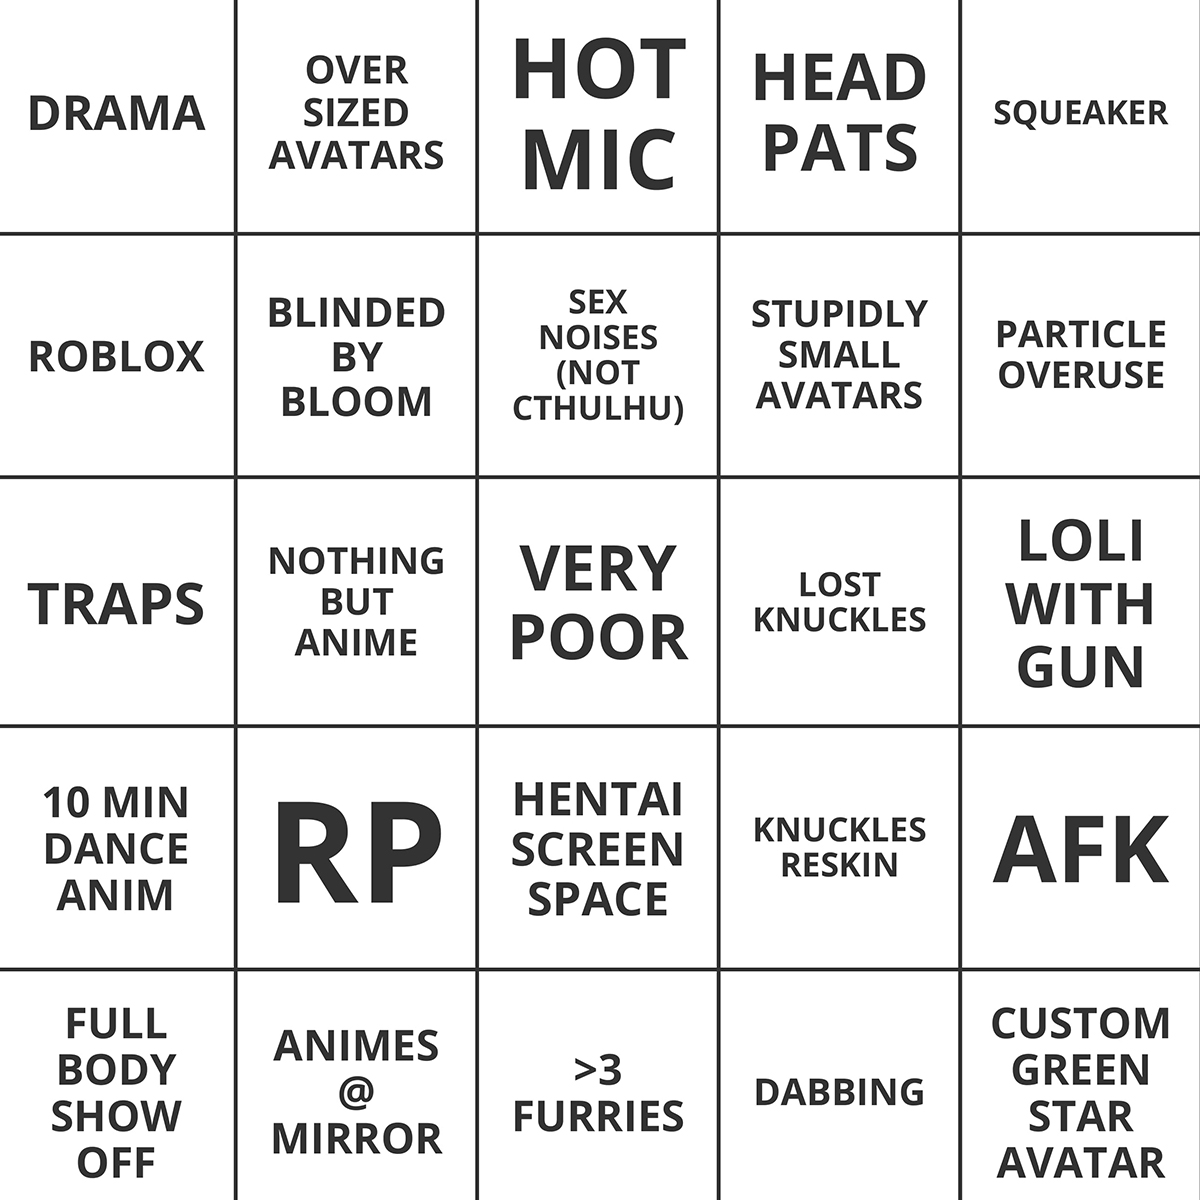 DRAMA
OVER
SIZED
AVATARS
HOT
MIC
HEAD
PATS
SQUEAKER
ROBLOX
BLINDED
BY
BLOOM
SEX
NOISES
(NOT
CTHULHU)
STUPIDLY
SMALL
AVATARS
PARTICLE
OVERUSE
TRAPS
NOTHING
BUT
ANIME
VERY
POOR
LOST
KNUCKLES
LOLI
WITH
GUN
10 MIN
DANCE
ANIM
RP
HENTAI
SCREEN
SPACE
KNUCKLES
RESKIN
AFK
FULL
BODY
SHOW
OFF
ANIMES
@
MIRROR
>3
FURRIES
DABBING
CUSTOM
GREEN
STAR
AVATAR